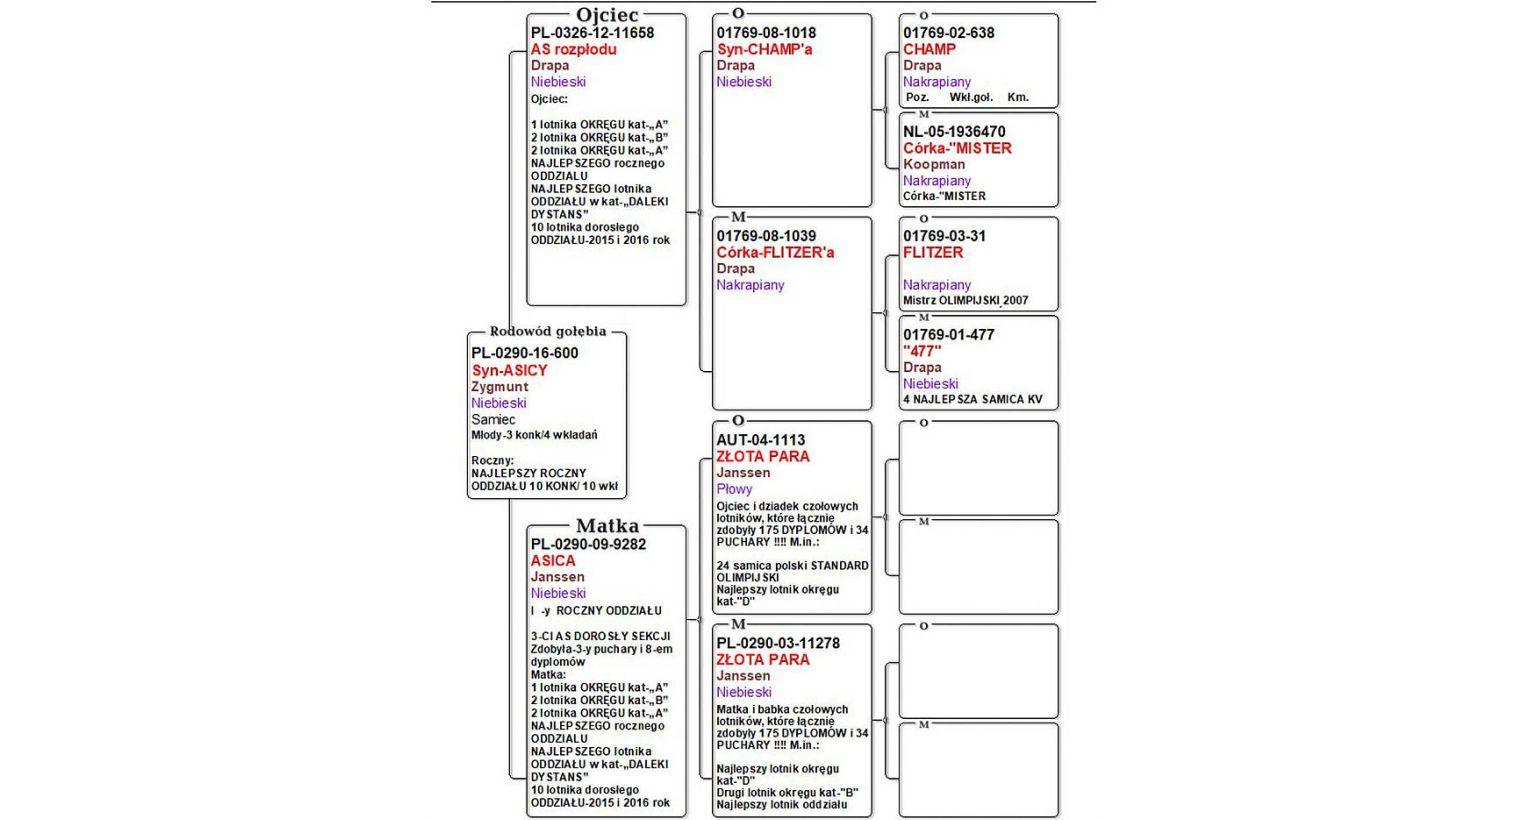 Rodowód gołębia
PL-0290-16-600
Syn-ASICY
Zygmunt
Niebieski
Samiec
Młody-3 konk/4 wkładań
Roczny:
NAJLEPSZY ROCZNY
ODDZIAŁU 10 KONK/ 10 wkł
Ojciec
PL-0326-12-11658
AS rozpłodu
Drapa
Niebieski
Ojciec:
1 lotnika OKRĘGU kat-„A”
2 lotnika OKRĘGU kat-„B”
2 lotnika OKRĘGU kat-„A”
NAJLEPSZEGO rocznego
ODDZIALU
NAJLEPSZEGO lotnika
ODDZIAŁU w kat-„DALEKI
DYSTANS”
10 lotnika dorosłego
ODDZIAŁU-2015 i 2016 rok
Matka
PL-0290-09-9282
ASICA
Janssen
Niebieski
I -y ROCZNY ODDZIAŁU
3-CI AS DOROSŁY SEKCJI
Zdobyła-3-y puchary i 8-em
dyplomów
Matka:
1 lotnika OKRĘGU kat-„A”
2 lotnika OKRĘGU kat-„B”
2 lotnika OKRĘGU kat-„A”
NAJLEPSZEGO rocznego
ODDZIALU
NAJLEPSZEGO lotnika
ODDZIAŁU w kat-„DALEKI
DYSTANS”
10 lotnika dorosłego
ODDZIAŁU-2015 i 2016 rok
O
01769-08-1018
Syn-CHAMP'a
Drapa
Niebieski
M
01769-08-1039
Córka-FLITZER'a
Drapa
Nakrapiany
O
AUT-04-1113
ZŁOTA PARA
Janssen
Płowy
Ojciec i dziadek czołowych
lotników, które łącznie
zdobyly 175 DYPLOMÓW i 34
PUCHARY !!!! M.in.:
24 samica polski STANDARD
OLIMPIJSKI
Najlepszy lotnik okręgu
kat-"D"
M
PL-0290-03-11278
ZŁOTA PARA
Janssen
Niebieski
Matka i babka czołowych
lotników, które łącznie
zdobyly 175 DYPLOMÓW i 34
PUCHARY !!!! M.in.:
Najlepszy lotnik okręgu
kat-"D"
Drugi lotnik okręgu kat-"B"
Najlepszy lotnik oddziału
O
01769-02-638
CHAMP
Drapa
Nakrapiany
Poz. Wkł.goł. Km.
M
NL-05-1936470
Córka-"MISTER
Koopman
Nakrapiany
Córka-"MISTER
O
01769-03-31
FLITZER
Nakrapiany
Mistrz OLIMPIJSKI 2007
M
01769-01-477
"477"
Drapa
Niebieski
4 NAJLEPSZA SAMICA KV
O
M
O
M